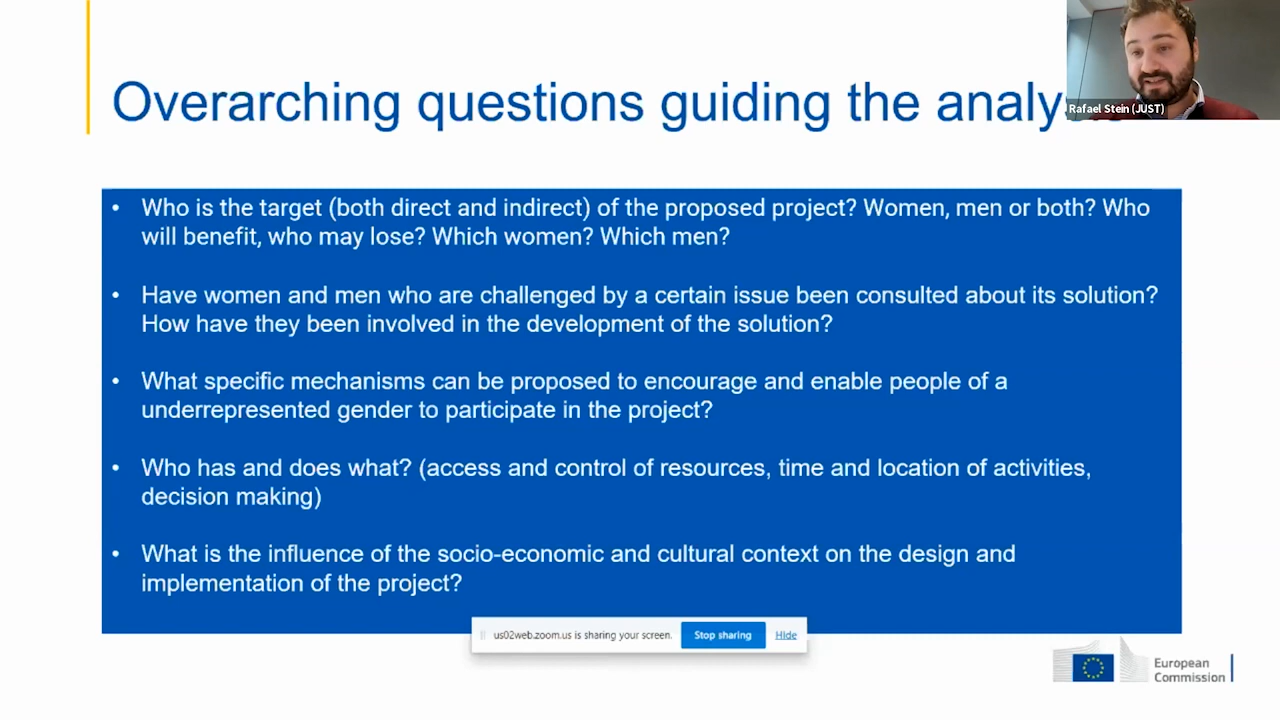 Overarching questions guiding the analy
Rafael Stein (JUST)
• Who is the target (both direct and indirect) of the proposed project? Women, men or both? Who
will benefit, who may lose? Which women? Which men?
• Have women and men who are challenged by a certain issue been consulted about its solution?
How have they been involved in the development of the solution?
• What specific mechanisms can be proposed to encourage and enable people of a
underrepresented gender to participate in the project?
• Who has and does what? (access and control of resources, time and location of activities,
decision making)
• What is the influence of the socio-economic and cultural context on the design and
implementation of the project?
us02web.zoom.us is sharing your screen. Stop sharing Hide
European
Commission